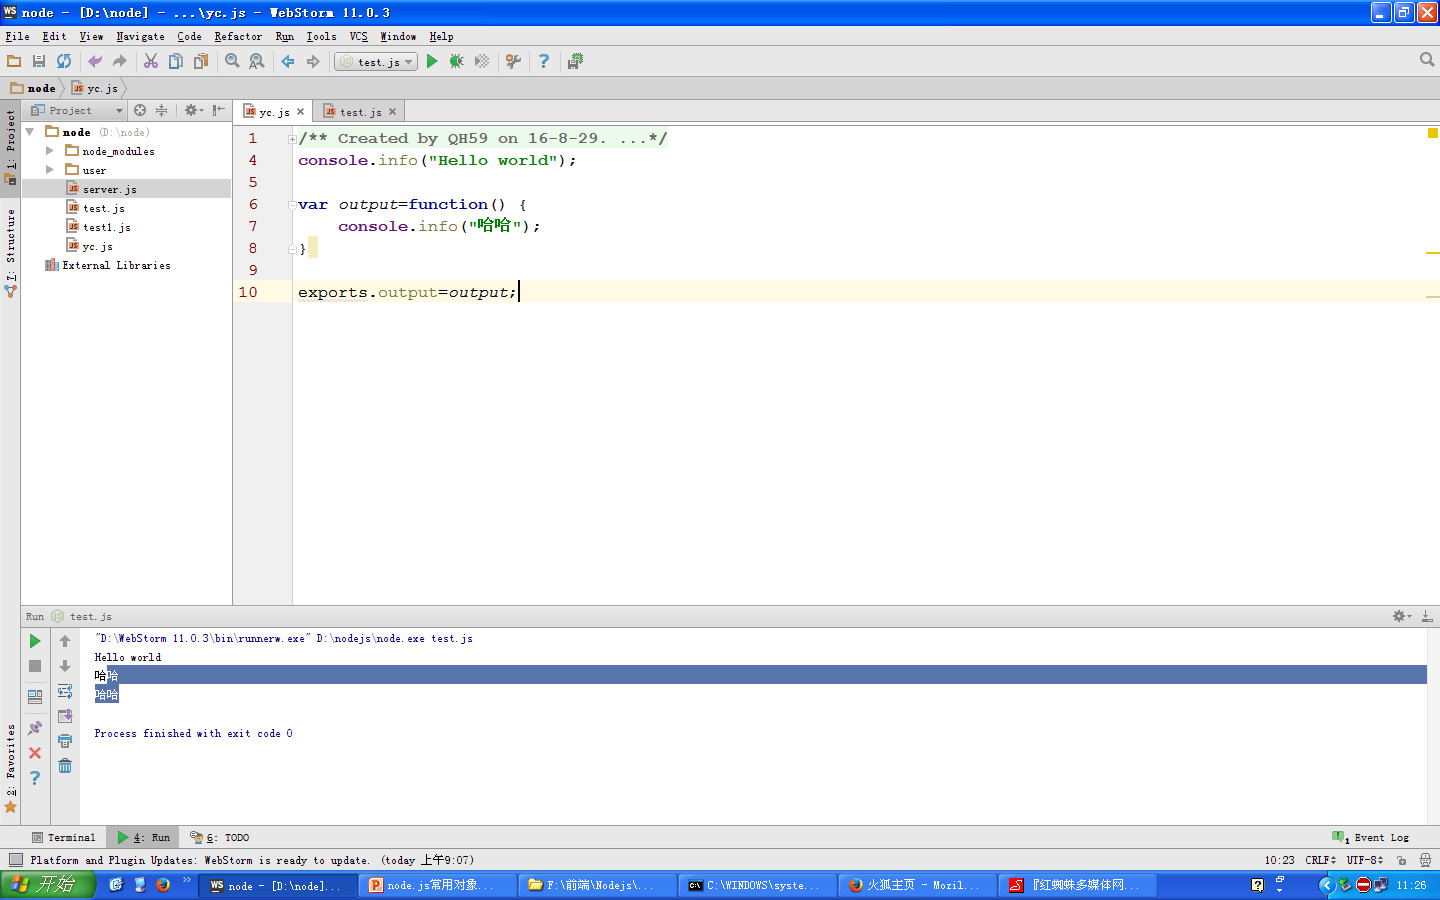 node - [D:\node] - ...\yc.js - WebStorm 11.0.3
File Edit View Navigate Code Refactor Run Tools VCS Window Help
test.js
node yc.js
Project
yc.js test.js
1: Project
7: Structure
2: Favorites
node (D:\node)
node_modules
user
server.js
test.js
test1.js
yc.js
External Libraries
1 /** Created by QH59 on 16-8-29. ...*/
4 console.info("Hello world");
5
6 var output=function() {
7 console.info("哈哈");
8 }
9
10 exports.output=output;
Run test.js
"D:\WebStorm 11.0.3\bin\runnerw.exe" D:\nodejs\node.exe test.js
Hello world
哈哈
哈哈
Process finished with exit code 0
Terminal 4: Run 6: TODO 1 Event Log
Platform and Plugin Updates: WebStorm is ready to update. (today 上午9:07) 10:23 CRLF UTF-8
开始 WS node - [D:\node]... node.js常用对象... F:\前端\Nodejs\... C:\WINDOWS\syste... 火狐主页 - Mozil... 『红蜘蛛多媒体网... 11:26